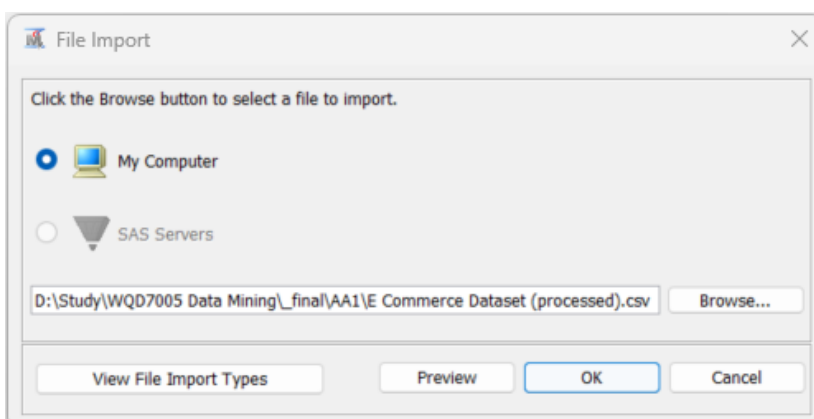 File Import
Click the Browse button to select a file to import.
My Computer
SAS Servers
D:\Study\WQD7005 Data Mining\_final\AA1\E Commerce Dataset (processed).csv Browse...
View File Import Types Preview OK Cancel